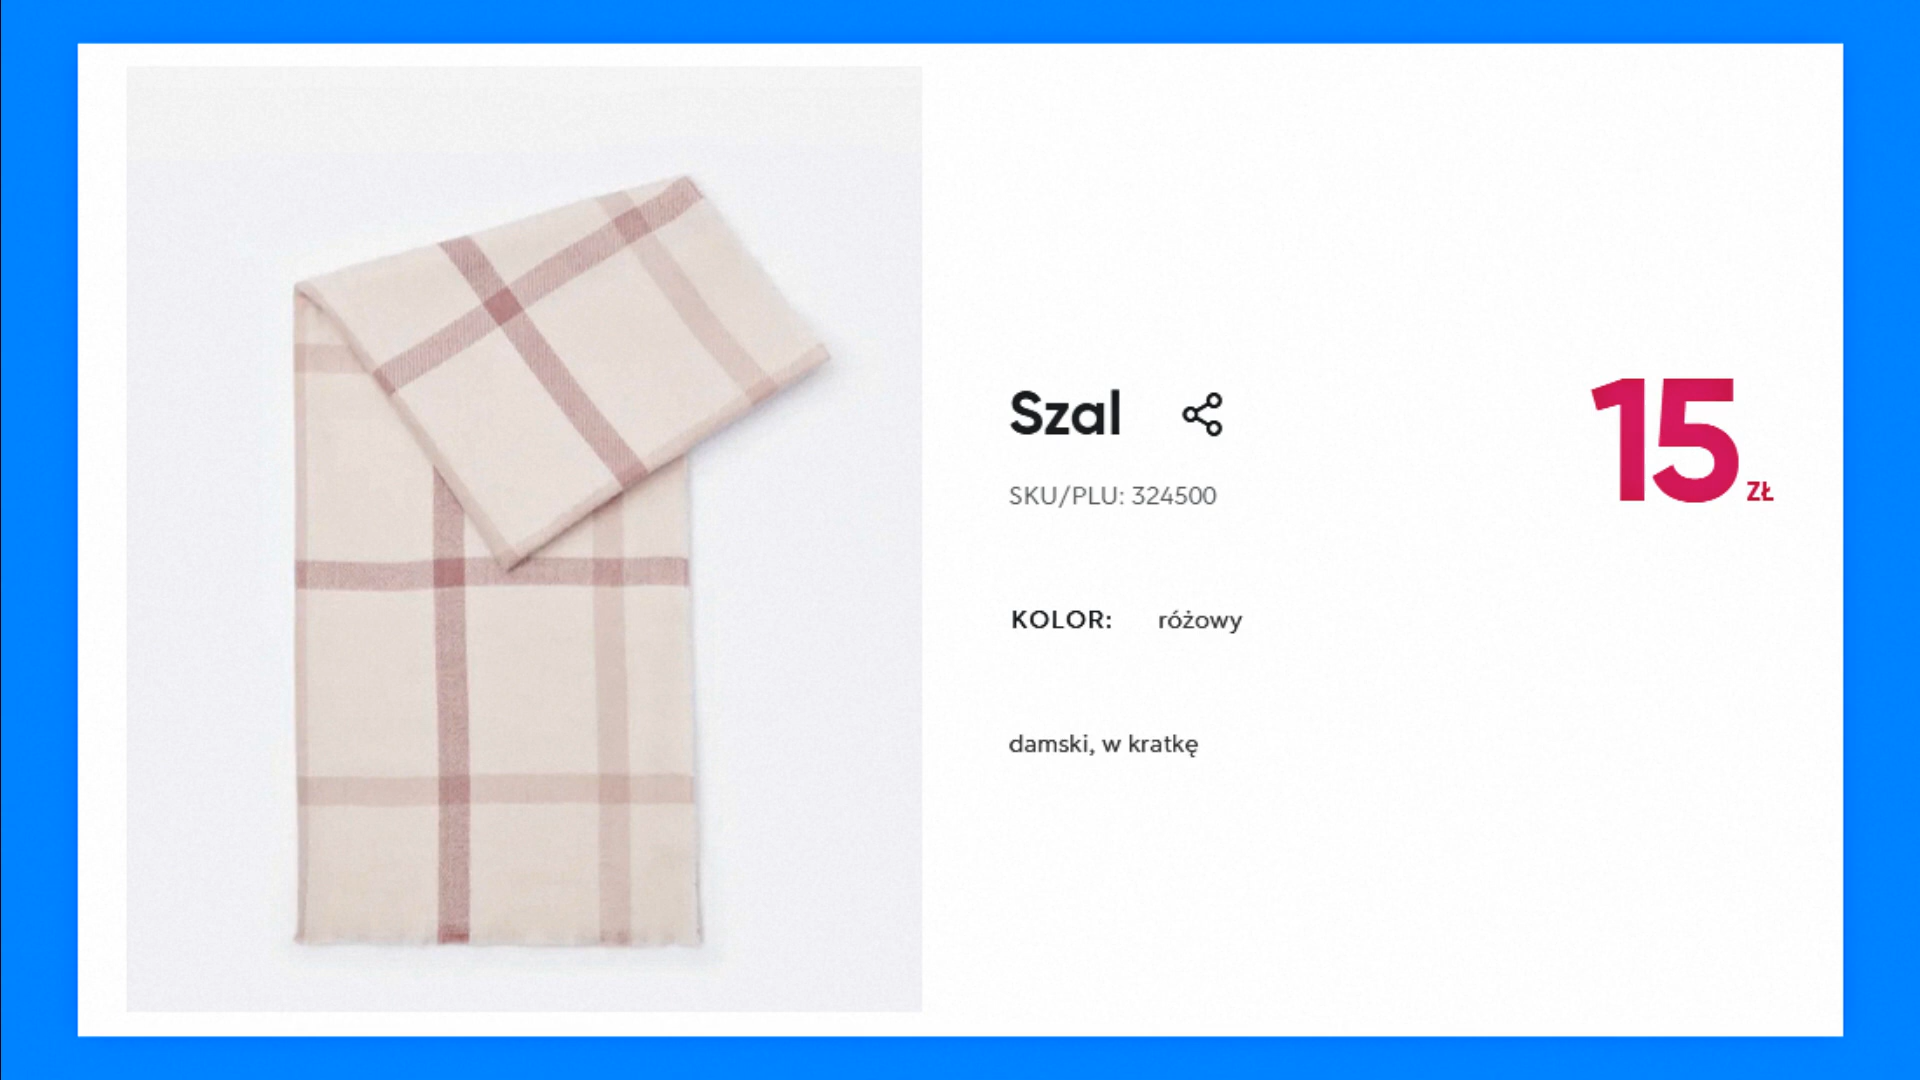 Szal
15 ZŁ
SKU/PLU: 324500
KOLOR: różowy
damski, w kratkę